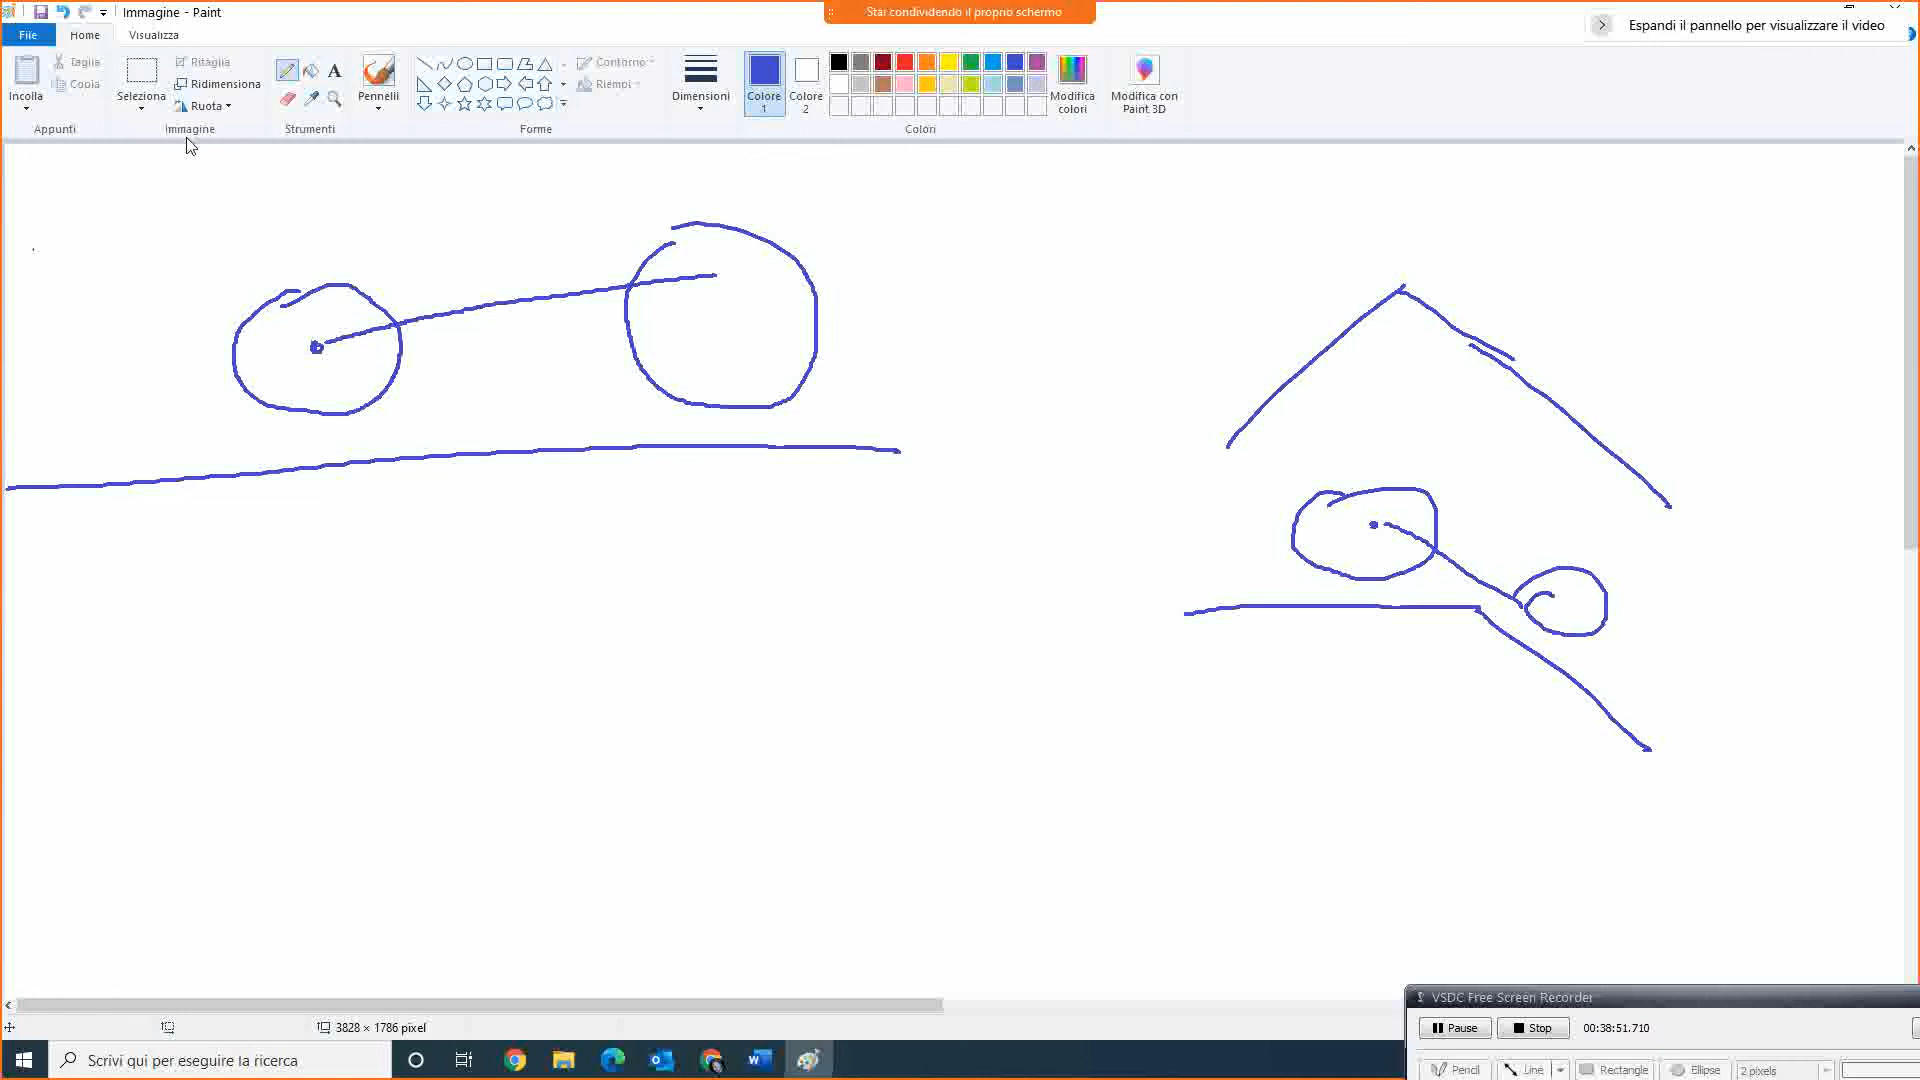 Immagine - Paint
Stai condividendo il proprio schermo
Espandi il pannello per visualizzare il video
File
Home
Visualizza
Incolla
Taglia
Copia
Appunti
Seleziona
Ritaglia
Ridimensiona
Ruota
Immagine
A
Strumenti
Pennelli
Contorno
Riempi
Forme
Dimensioni
Colore 1
Colore 2
Modifica colori
Modifica con Paint 3D
Colori
3828 × 1786 pixel
VSDC Free Screen Recorder
Pause
Stop
00:38:51.710
Pencil
Line
Rectangle
Ellipse
2 pixels
Scrivi qui per eseguire la ricerca